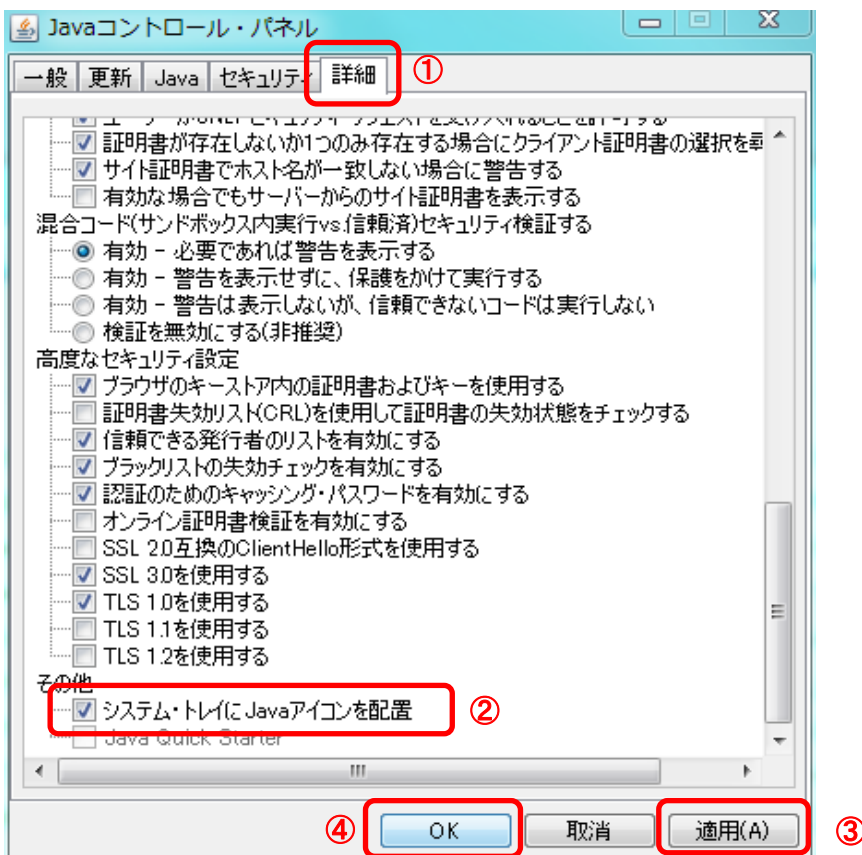 Javaコントロール・パネル
一般 更新 Java セキュリティ 詳細 ①
証明書が存在しないか1つのみ存在する場合にクライアント証明書の選択を
サイト証明書でホスト名が一致しない場合に警告する
有効な場合でもサーバーからのサイト証明書を表示する
混合コード(サンドボックス内実行vs.信頼済)セキュリティ検証する
有効 - 必要であれば警告を表示する
有効 - 警告を表示せずに、保護をかけて実行する
有効 - 警告は表示しないが、信頼できないコードは実行しない
検証を無効にする(非推奨)
高度なセキュリティ設定
ブラウザのキーストア内の証明書およびキーを使用する
証明書失効リスト(CRL)を使用して証明書の失効状態をチェックする
信頼できる発行者のリストを有効にする
ブラックリストの失効チェックを有効にする
認証のためのキャッシング・パスワードを有効にする
オンライン証明書検証を有効にする
SSL 2.0互換のClientHello形式を使用する
SSL 3.0を使用する
TLS 1.0を使用する
TLS 1.1を使用する
TLS 1.2を使用する
その他
システム・トレイにJavaアイコンを配置 ②
Java Quick Starter
④ OK 取消 適用(A) ③